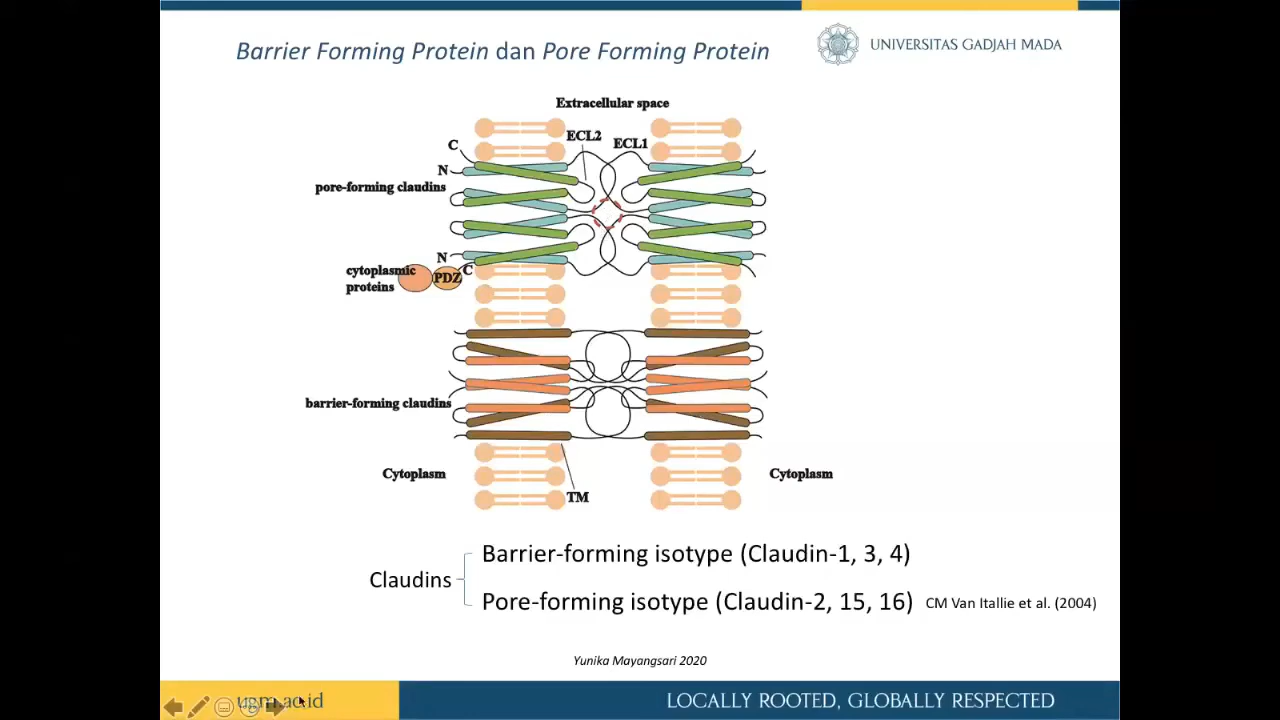 Barrier Forming Protein dan Pore Forming Protein
UNIVERSITAS GADJAH MADA
Extracellular space
ECL2
ECL1
C
N
pore-forming claudins
N
C
cytoplasmic
proteins
PDZ
barrier-forming claudins
Cytoplasm
Cytoplasm
TM
Claudins
Barrier-forming isotype (Claudin-1, 3, 4)
Pore-forming isotype (Claudin-2, 15, 16)
CM Van Itallie et al. (2004)
Yunika Mayangsari 2020
ugm.ac.id
LOCALLY ROOTED, GLOBALLY RESPECTED